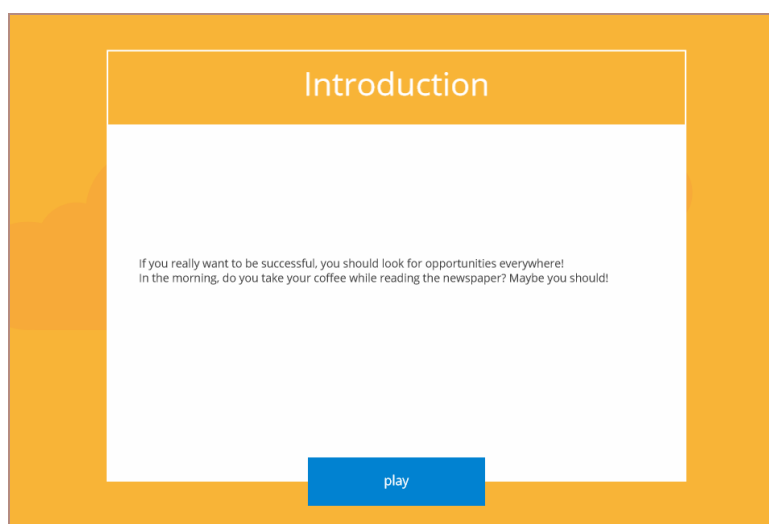 Introduction
If you really want to be successful, you should look for opportunities everywhere!
In the morning, do you take your coffee while reading the newspaper? Maybe you should!
play